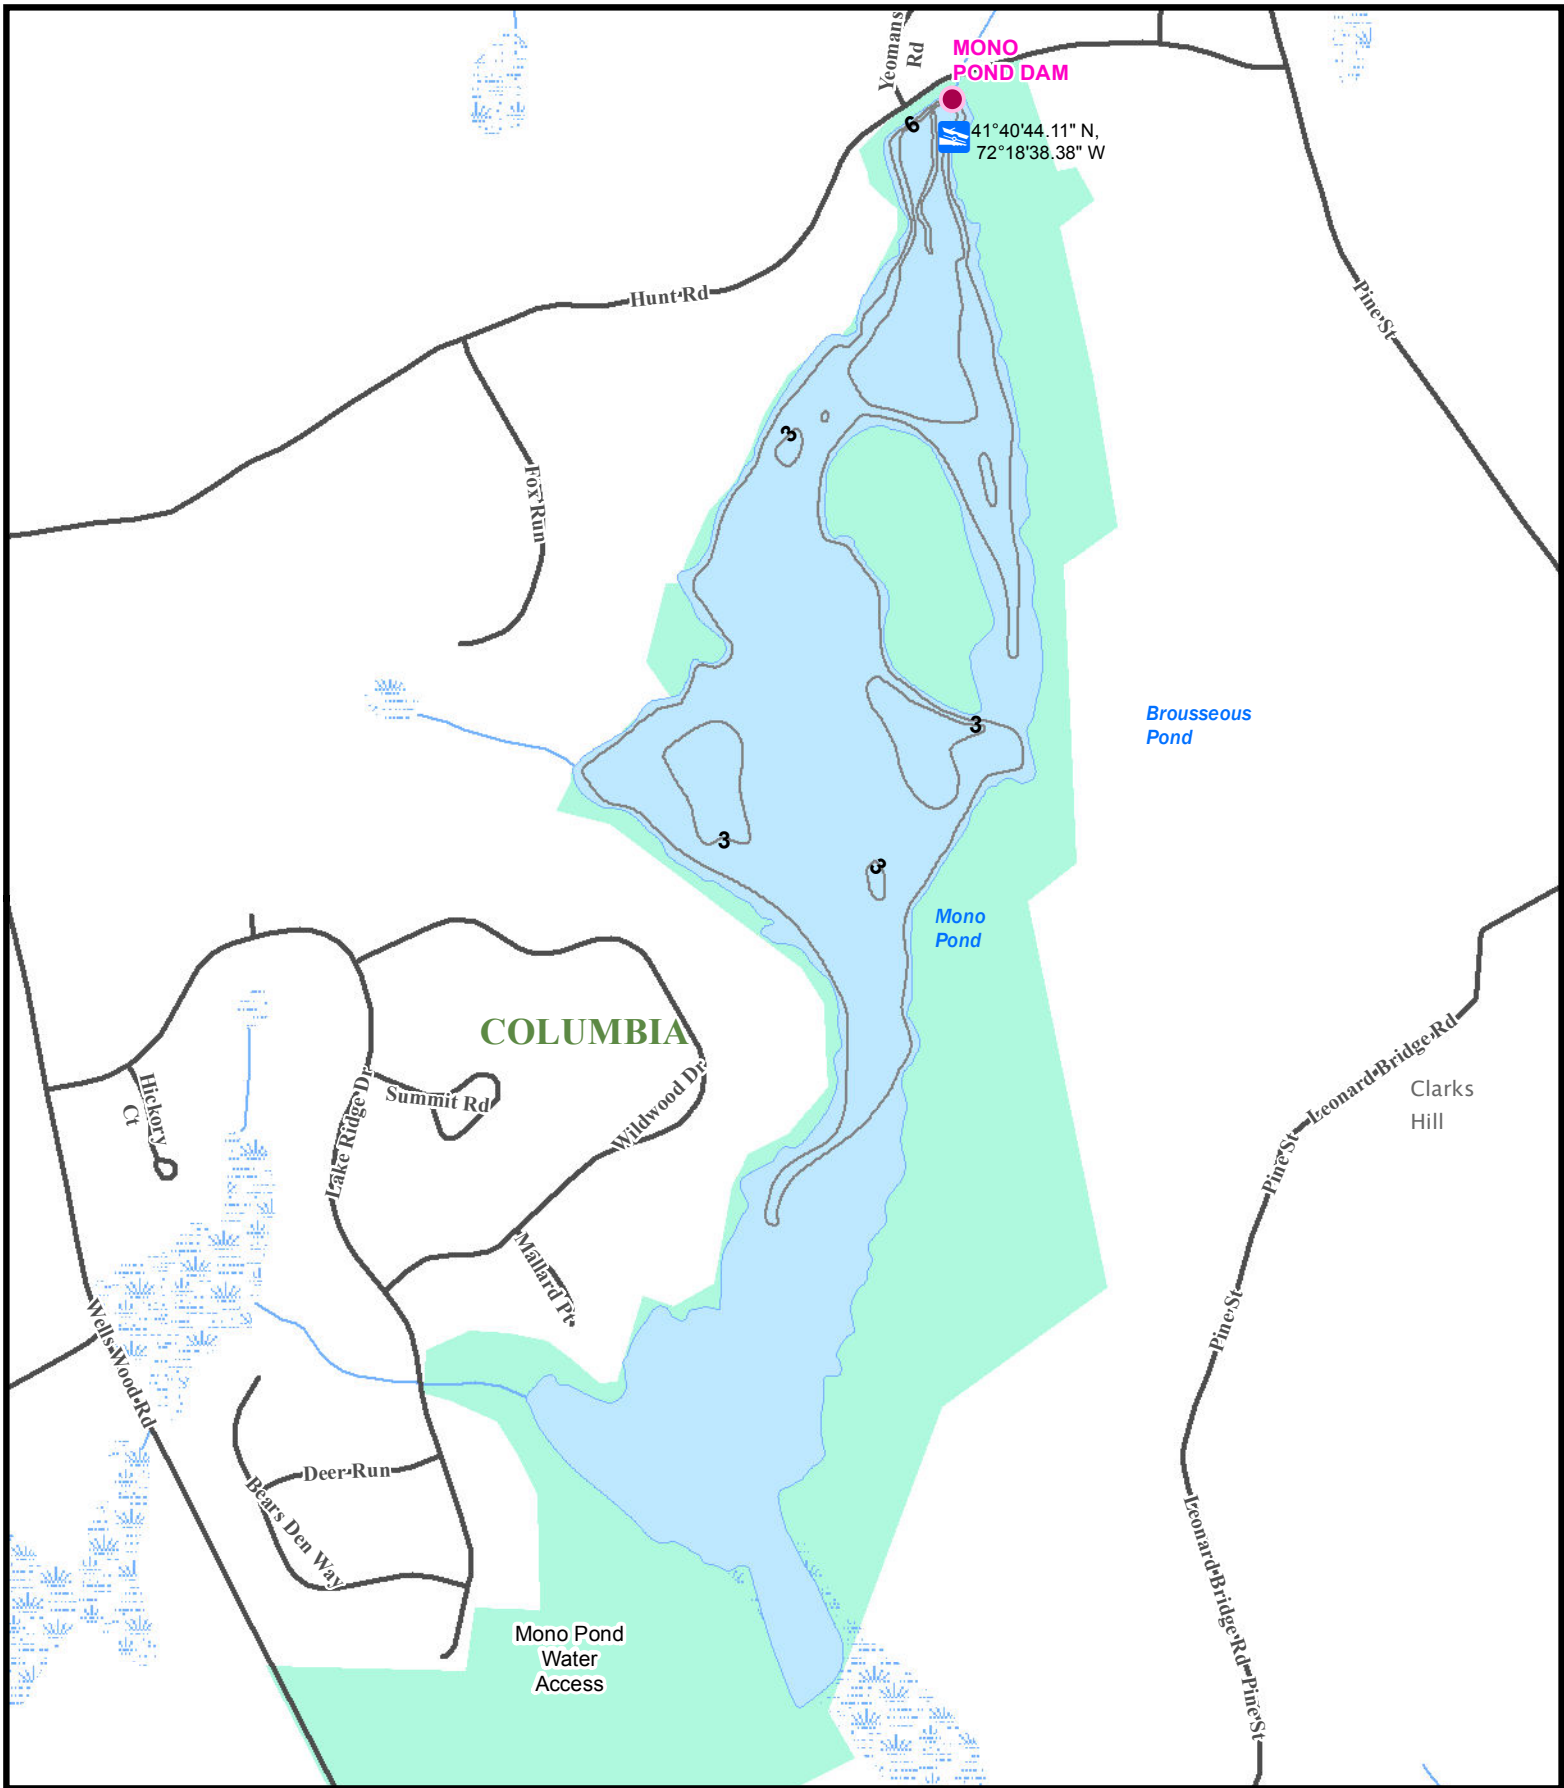 Yeomans
Rd
MONO
POND DAM
6
41°40'44.11" N,
72°18'38.38" W
Hunt Rd
Pine St
3
Fox Run
Brousseous
Pond
3
3
3
Mono
Pond
COLUMBIA
Leonard Bridge Rd
Clarks
Hill
Hickory
Ct
Summit Rd
Lake Ridge Dr
Wildwood Dr
Pine St
Mallard Pt
Pine St
Wells Wood Rd
Deer Run
Bears Den Way
Leonard Bridge Rd
Pine St
Mono Pond
Water
Access